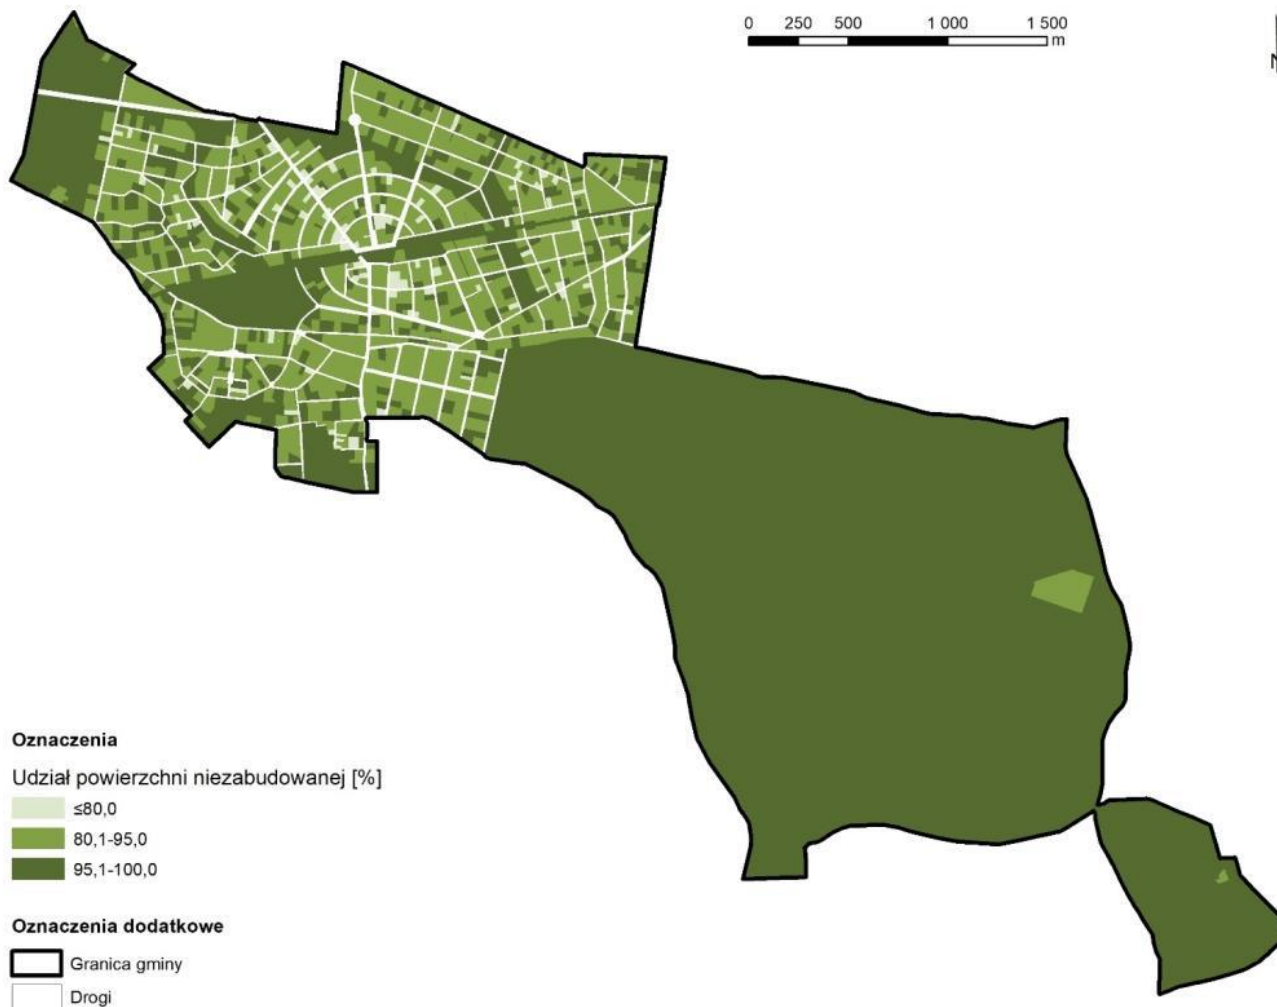 0 250 500 1 000 1 500
m
N
Oznaczenia
Udział powierzchni niezabudowanej [%]
≤80,0
80,1-95,0
95,1-100,0
Oznaczenia dodatkowe
Granica gminy
Drogi